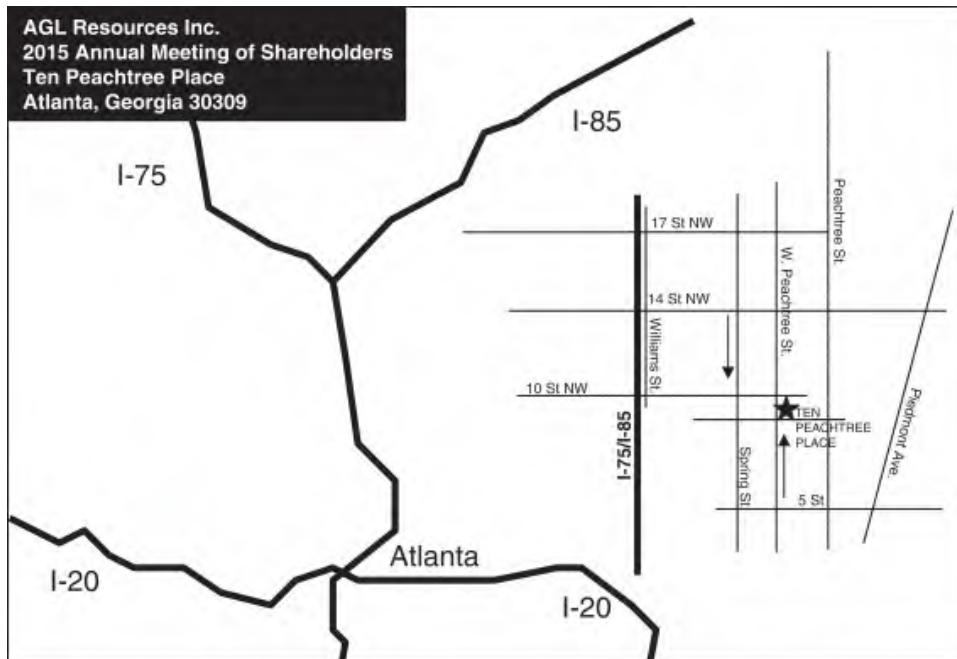 AGL Resources Inc.
2015 Annual Meeting of Shareholders
Ten Peachtree Place
Atlanta, Georgia 30309
I-85
I-75
Peachtree St.
17 St NW
W. Peachtree St.
14 St NW
Williams St.
10 St NW
TEN
PEACHTREE
PLACE
Piedmont Ave.
I-75/I-85
Spring St.
5 St
Atlanta
I-20
I-20